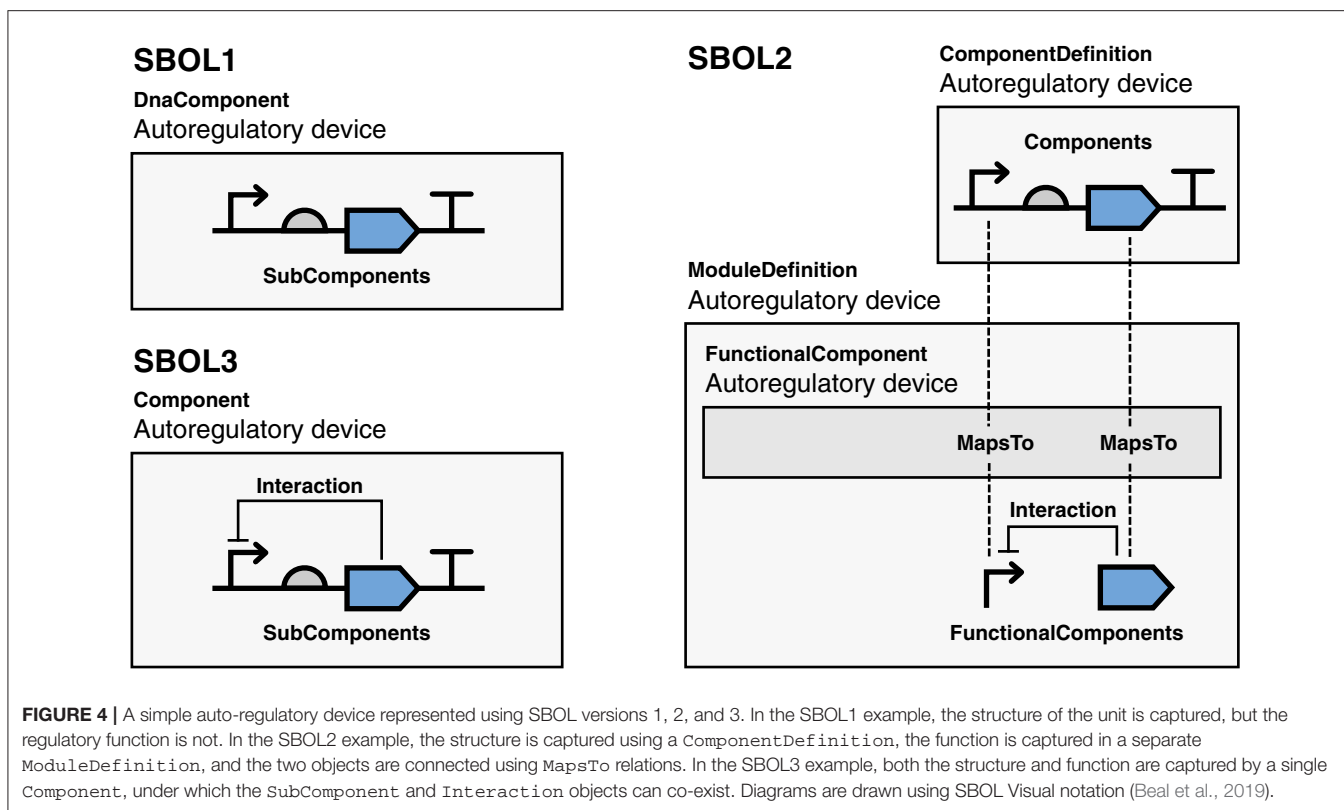 SBOL1
DnaComponent
Autoregulatory device
SubComponents
SBOL3
Component
Autoregulatory device
Interaction
SubComponents
SBOL2
ComponentDefinition
Autoregulatory device
Components
ModuleDefinition
Autoregulatory device
FunctionalComponent
Autoregulatory device
MapsTo MapsTo
Interaction
FunctionalComponents
FIGURE 4 | A simple auto-regulatory device represented using SBOL versions 1, 2, and 3. In the SBOL1 example, the structure of the unit is captured, but the
regulatory function is not. In the SBOL2 example, the structure is captured using a ComponentDefinition, the function is captured in a separate
ModuleDefinition, and the two objects are connected using MapsTo relations. In the SBOL3 example, both the structure and function are captured by a single
Component, under which the SubComponent and Interaction objects can co-exist. Diagrams are drawn using SBOL Visual notation (Beal et al., 2019).